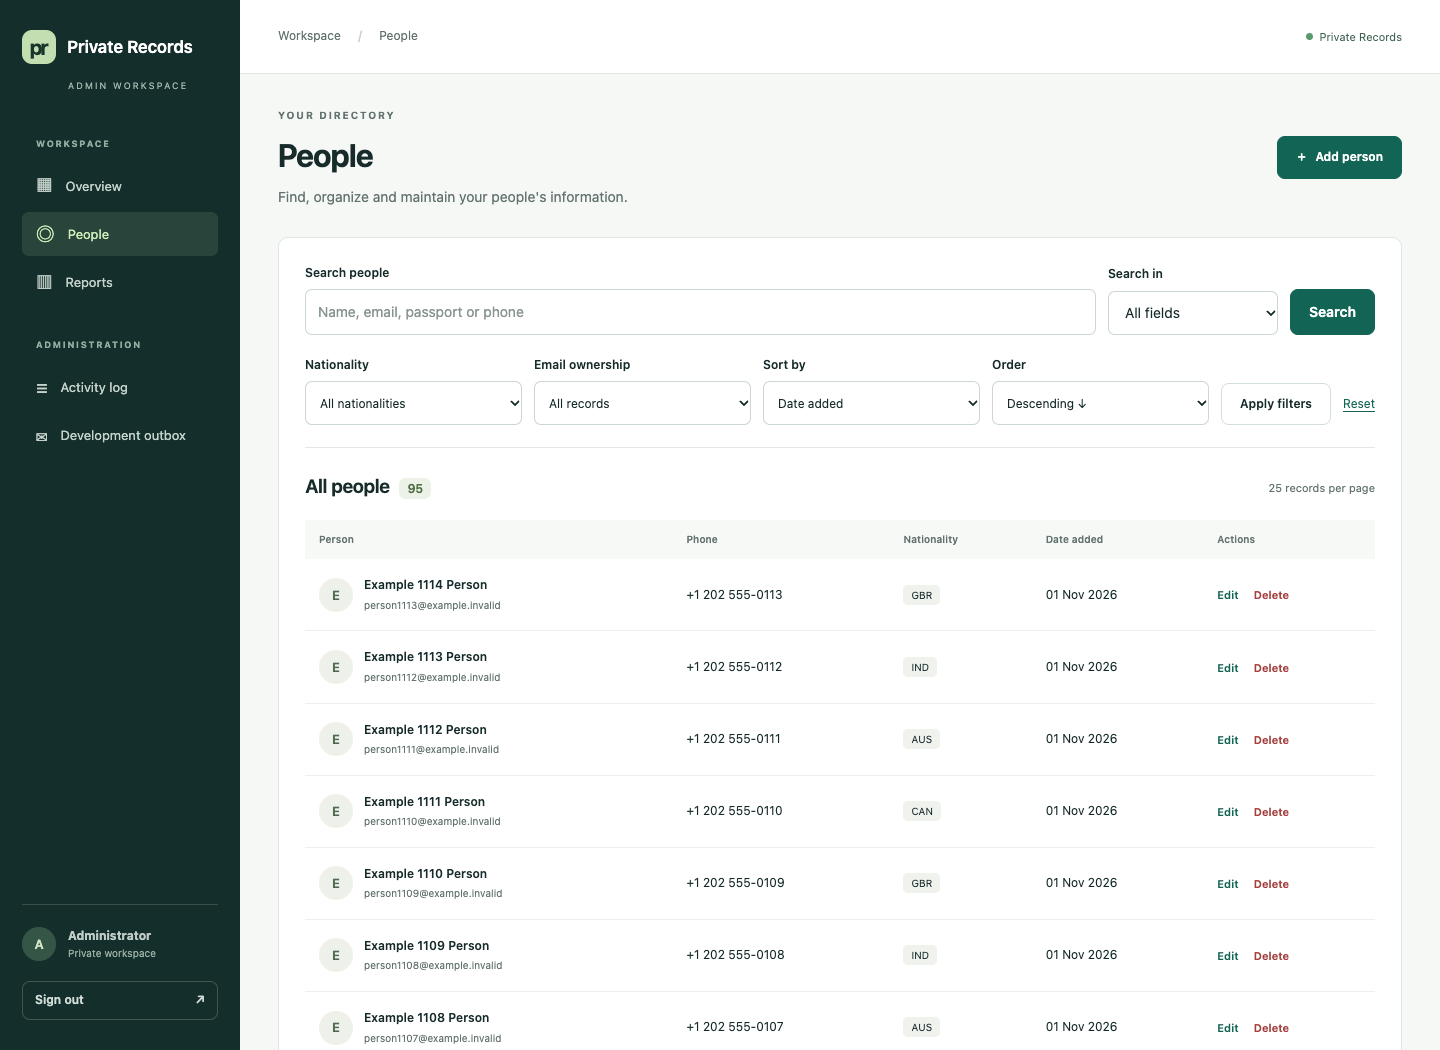 pr Private Records
ADMIN WORKSPACE
WORKSPACE
Overview
People
Reports
ADMINISTRATION
Activity log
Development outbox
A Administrator
Private workspace
Sign out ↗
Workspace / People
Private Records
YOUR DIRECTORY
People
+ Add person
Find, organize and maintain your people's information.
Search people
Search in
Name, email, passport or phone
All fields
Search
Nationality Email ownership Sort by Order
All nationalities All records Date added Descending ↓ Apply filters Reset
All people 95
25 records per page
Person Phone Nationality Date added Actions
E Example 1114 Person
person1113@example.invalid
+1 202 555-0113 GBR 01 Nov 2026 Edit Delete
E Example 1113 Person
person1112@example.invalid
+1 202 555-0112 IND 01 Nov 2026 Edit Delete
E Example 1112 Person
person1111@example.invalid
+1 202 555-0111 AUS 01 Nov 2026 Edit Delete
E Example 1111 Person
person1110@example.invalid
+1 202 555-0110 CAN 01 Nov 2026 Edit Delete
E Example 1110 Person
person1109@example.invalid
+1 202 555-0109 GBR 01 Nov 2026 Edit Delete
E Example 1109 Person
person1108@example.invalid
+1 202 555-0108 IND 01 Nov 2026 Edit Delete
E Example 1108 Person
person1107@example.invalid
+1 202 555-0107 AUS 01 Nov 2026 Edit Delete